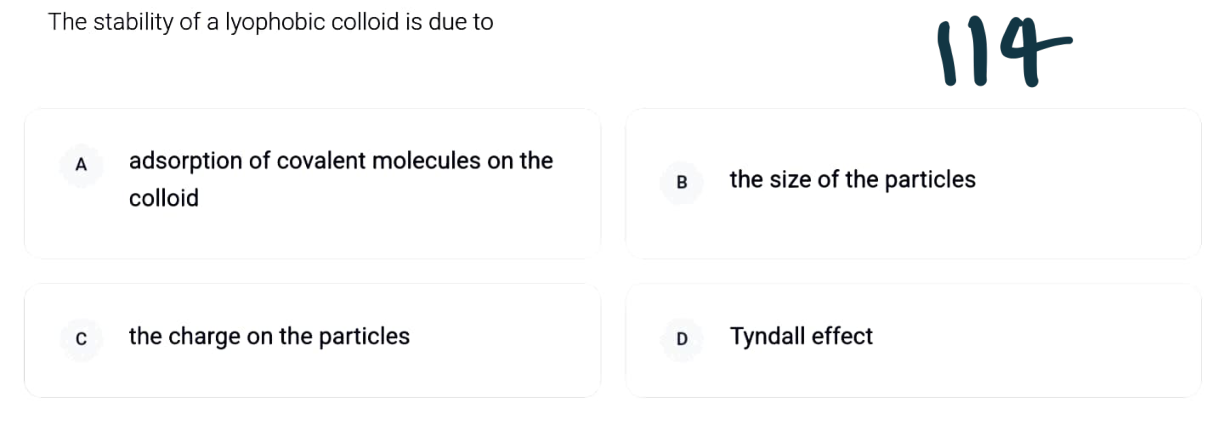 The stability of a lyophobic colloid is due to
114
A adsorption of covalent molecules on the
colloid
B the size of the particles
C the charge on the particles
D Tyndall effect